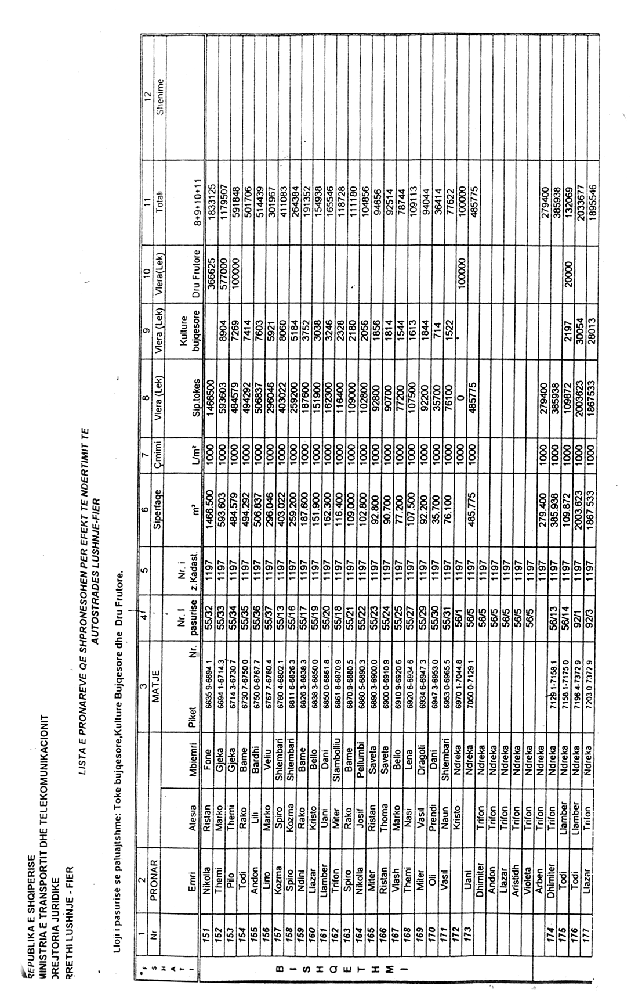 REPUBLIKA E SHQIPERISE
MINISTRIA E TRANSPORTIT DHE TELEKOMUNIKACIONIT
DREJTORIA JURIDIKE
RRETHI LUSHNJE - FIER
LISTA E PRONAREVE QE SHPRONESOHEN PER EFEKT TE NDERTIMIT TE
AUTOSTRADES LUSHNJE-FIER
Lloji i pasurisë se paluajtshme: Toke bujqesore,Kulture Bujqesore dhe Dru Frutore.
F S H A T I
1 2 3 4 5 6 7 8 9 10 11 12
Nr PRONAR MATJE Siperfaqe Çmimi Vlera (Lek) Vlera (Lek) Vlera(Lek) Totali Shenime
Emri Atesia Mbiemri Piket Nr. Nr. I pasurise Nr. i z.Kadast. m² L/m² Sip.tokes Kulture bujqesore Dru Frutore 8+9+10+11
B I S H Q E T H M I
151 Nikolla Ristan Fone 6635 9-6694 1 55/32 1197 1466.500 1000 1466500 366625 1833125
152 Themi Marko Gjeka 6694 1-6714.3 55/33 1197 593.603 1000 593603 8904 577000 1179507
153 Pilo Themi Gjeka 6714 3-6730 7 55/34 1197 484.579 1000 484579 7269 100000 591848
154 Todi Rako Bame 6730 7-6750 0 55/35 1197 494.292 1000 494292 7414 501706
155 Andon Lili Bardhi 6750 0-6767.7 55/36 1197 506.837 1000 506837 7603 514439
156 Liro Marko Veliu 6767 7-6780 4 55/37 1197 296.046 1000 296046 5921 301967
157 Kozma Spiro Shtembari 6780 4-6802.1 55/13 1197 403.022 1000 403022 8060 411083
158 Spiro Kozma Shtembari 6811 6-6826 3 55/16 1197 259.200 1000 259200 5184 264384
159 Ndini Rako Bame 6826 3-6838 3 55/17 1197 187.600 1000 187600 3752 191352
160 Llazar Kristo Bello 6838 3-6850 0 55/19 1197 151.900 1000 151900 3038 154938
161 Llamber Uani Dani 6850 0-6861 8 55/20 1197 162.300 1000 162300 3246 165546
162 Trifon Miter Stambolliu 6861 8-6870 9 55/18 1197 116.400 1000 116400 2328 118728
163 Spiro Rako Bame 6870 9-6880.5 55/21 1197 109.000 1000 109000 2180 111180
164 Nikolla Josif Pellumbi 6880 5-6890.3 55/22 1197 102.800 1000 102800 2056 104856
165 Miter Ristan Saveta 6890 3-6900 0 55/23 1197 92.800 1000 92800 1856 94656
166 Ristan Thoma Saveta 6900 0-6910 9 55/24 1197 90.700 1000 90700 1814 92514
167 Vlash Marko Bello 6910 9-6920 6 55/25 1197 77.200 1000 77200 1544 78744
168 Themi Nasi Lena 6920 6-6934 6 55/27 1197 107.500 1000 107500 1613 109113
169 Miter Vasil Dragoti 6934 6-6947 3 55/29 1197 92.200 1000 92200 1844 94044
170 Oli Prendi Dani 6947 3-6953 0 55/30 1197 35.700 1000 35700 714 36414
171 Vasil Naun Shtembari 6953 0-6965 5 55/31 1197 76.100 1000 76100 1522 77622
172 Kristo Ndreka 6970 1-7044.8 56/1 1197 1000 0 100000 100000
173 Uani Ndreka 7050 0-7129 1 56/5 1197 485.775 1000 485775 485775
Dhimiter Trifon Ndreka 56/5 1197
Andon Trifon Ndreka 56/5 1197
Llazar Trifon Ndreka 56/5 1197
Aristidh Trifon Ndreka 56/5 1197
Violeta Trifon Ndreka 56/5 1197
Arben Trifon Ndreka 1197 279.400 1000 279400 279400
174 Dhimiter Trifon Ndreka 7129 1-7158.1 56/13 1197 385.938 1000 385938 385938
175 Todi Llamber Ndreka 7158 1-7175 0 56/14 1197 109.872 1000 109872 2197 20000 132069
176 Todi Llamber Ndreka 7196 4-7372 9 92/1 1197 2003.623 1000 2003623 30054 2033677
177 Llazar Trifon Ndreka 7203 0 7372 9 92/3 1197 1867 533 1000 1867533 28013 1895546